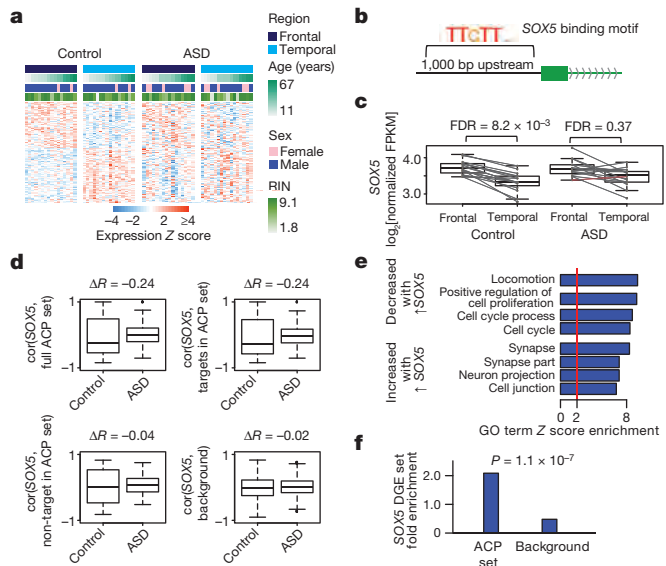 a
Control
ASD
Region
Frontal
Temporal
Age (years)
67
11
Sex
Female
Male
RIN
9.1
1.8
−4 −2 2 ≥4
Expression Z score
b
TTGTT
SOX5 binding motif
1,000 bp upstream
c
FDR = 8.2 × 10⁻³
FDR = 0.37
SOX5
log₂[normalized FPKM]
4.0
3.0
Frontal Temporal Frontal Temporal
Control
ASD
d
ΔR = −0.24
cor(SOX5,
full ACP set)
1
−1
Control
ASD
ΔR = −0.24
cor(SOX5,
targets in ACP set)
Control
ASD
ΔR = −0.04
cor(SOX5,
non-target in ACP set)
1
−1
Control
ASD
ΔR = −0.02
cor(SOX5,
background)
Control
ASD
e
Decreased
with
↑SOX5
Locomotion
Positive regulation of
cell proliferation
Cell cycle process
Cell cycle
Increased
with
↑ SOX5
Synapse
Synapse part
Neuron projection
Cell junction
0 2 8
GO term Z score enrichment
f
P = 1.1 × 10⁻⁷
SOX5 DGE set
fold enrichment
2.0
1.0
0
ACP
set
Background